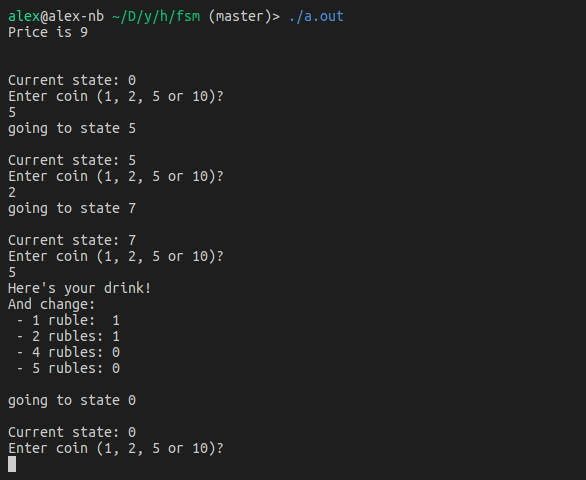 alex@alex-nb ~/D/y/h/fsm (master)> ./a.out
Price is 9
Current state: 0
Enter coin (1, 2, 5 or 10)?
5
going to state 5
Current state: 5
Enter coin (1, 2, 5 or 10)?
2
going to state 7
Current state: 7
Enter coin (1, 2, 5 or 10)?
5
Here's your drink!
And change:
- 1 ruble:  1
- 2 rubles: 1
- 4 rubles: 0
- 5 rubles: 0
going to state 0
Current state: 0
Enter coin (1, 2, 5 or 10)?